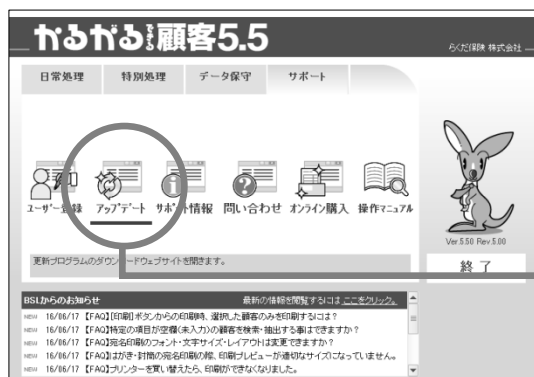 かるがるできる顧客5.5
らくだ保険 株式会社
日常処理 特別処理 データ保守 サポート
ユーザー登録 アップデート サポート情報 問い合わせ オンライン購入 操作マニュアル
Ver.5.50 Rev.5.00
更新プログラムのダウンロードウェブサイトを開きます。
終了
BSLからのお知らせ 最新の情報を閲覧するには ここをクリック。
NEW 16/06/17 【FAQ】[印刷]ボタンからの印刷時、選択した顧客のみを印刷するには?
NEW 16/06/17 【FAQ】特定の項目が空欄(未入力)の顧客を検索・抽出する事はできますか?
NEW 16/06/17 【FAQ】宛名印刷のフォント・文字サイズ・レイアウトは変更できますか?
NEW 16/06/17 【FAQ】はがき・封筒の宛名印刷の際、印刷プレビューが適切なサイズになっていません。
NEW 16/06/17 【FAQ】プリンターを買い替えたら、印刷ができなくなりました。